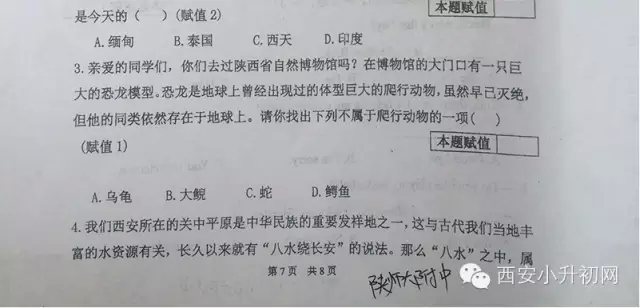 是今天的（ ）(赋值 2)
本题赋值
A.缅甸 B.泰国 C.西天 D.印度
3.亲爱的同学们，你们去过陕西省自然博物馆吗？在博物馆的大门口有一只巨
大的恐龙模型。恐龙是地球上曾经出现过的体型巨大的爬行动物，虽然早已灭绝，
但他的同类依然存在于地球上。请你找出下列不属于爬行动物的一项( )
(赋值 1)
本题赋值
A.乌龟 B.大鲵 C.蛇 D.鳄鱼
4.我们西安所在的关中平原是中华民族的重要发祥地之一，这与古代我们当地丰
富的水资源有关，长久以来就有“八水绕长安”的说法。那么“八水”之中，属
第7页 共8页
陕师大附中
西安小升初网